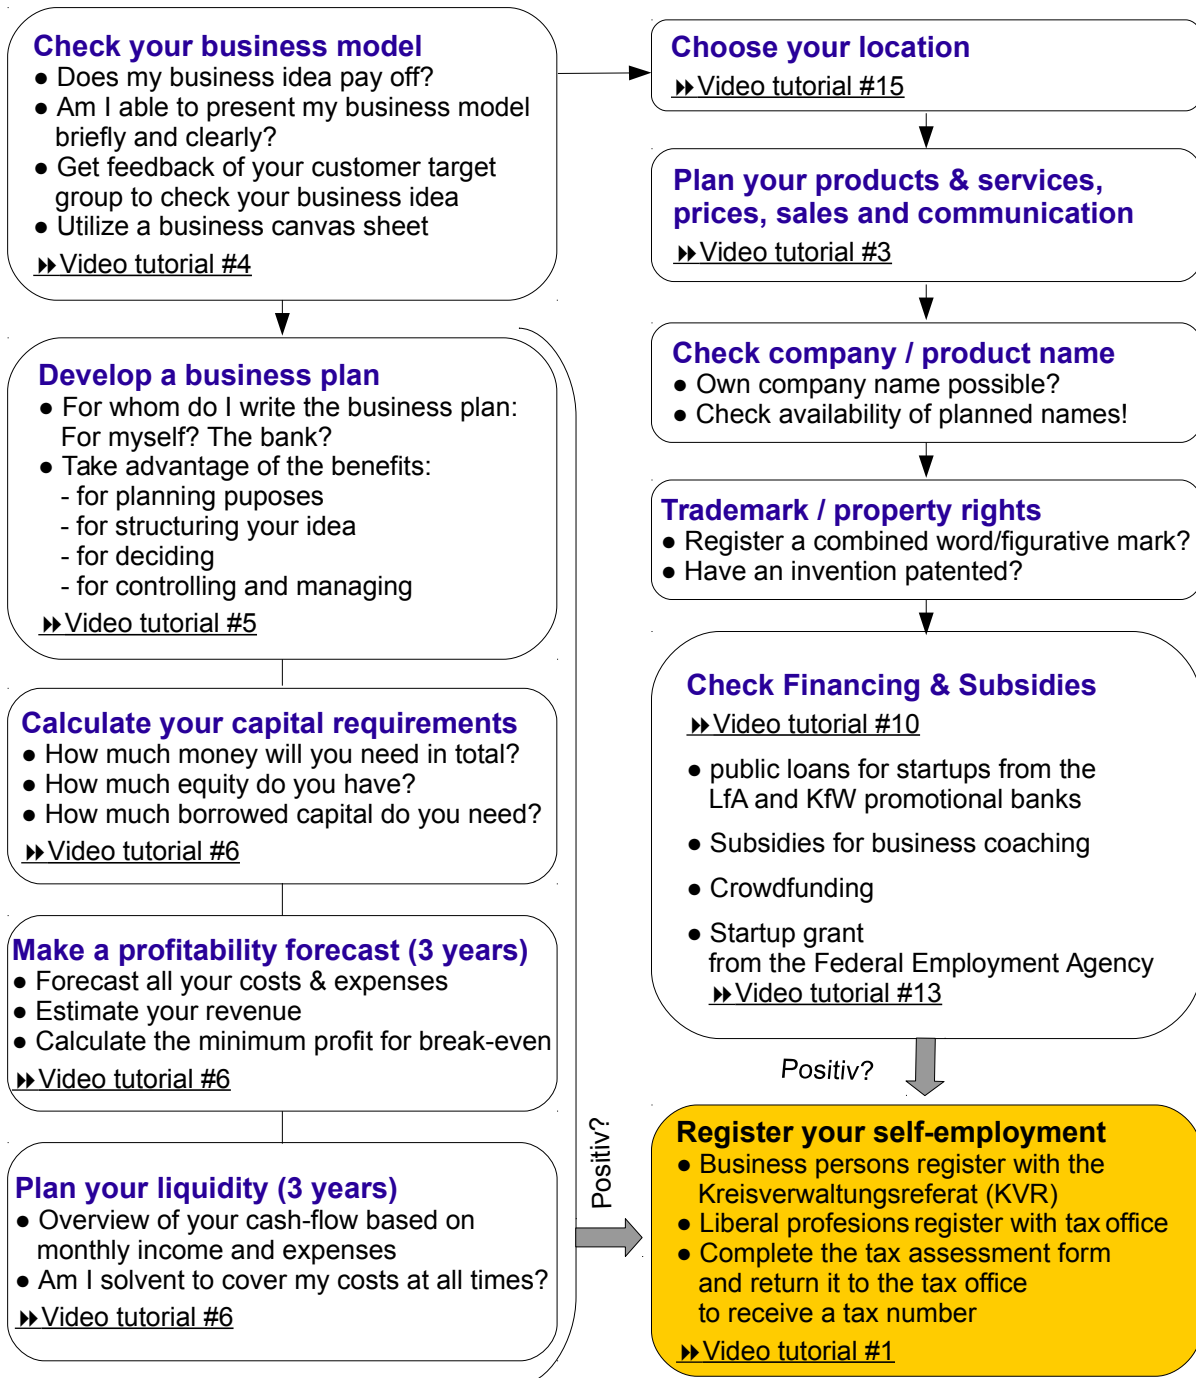 Check your business model
● Does my business idea pay off?
● Am I able to present my business model
briefly and clearly?
● Get feedback of your customer target
group to check your business idea
● Utilize a business canvas sheet
Video tutorial #4
Develop a business plan
● For whom do I write the business plan:
For myself? The bank?
● Take advantage of the benefits:
- for planning puposes
- for structuring your idea
- for deciding
- for controlling and managing
Video tutorial #5
Calculate your capital requirements
● How much money will you need in total?
● How much equity do you have?
● How much borrowed capital do you need?
Video tutorial #6
Make a profitability forecast (3 years)
● Forecast all your costs & expenses
● Estimate your revenue
● Calculate the minimum profit for break-even
Video tutorial #6
Plan your liquidity (3 years)
● Overview of your cash-flow based on
monthly income and expenses
● Am I solvent to cover my costs at all times?
Video tutorial #6
Positiv?
Choose your location
Video tutorial #15
Plan your products & services,
prices, sales and communication
Video tutorial #3
Check company / product name
● Own company name possible?
● Check availability of planned names!
Trademark / property rights
● Register a combined word/figurative mark?
● Have an invention patented?
Check Financing & Subsidies
Video tutorial #10
● public loans for startups from the
LfA and KfW promotional banks
● Subsidies for business coaching
● Crowdfunding
● Startup grant
from the Federal Employment Agency
Video tutorial #13
Positiv?
Register your self-employment
● Business persons register with the
Kreisverwaltungsreferat (KVR)
● Liberal profesions register with tax office
● Complete the tax assessment form
and return it to the tax office
to receive a tax number
Video tutorial #1